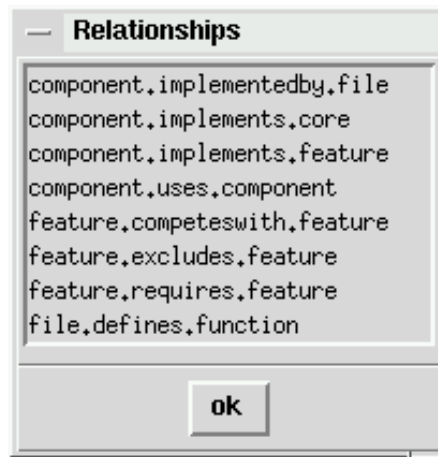 Relationships
component.implementedby.file
component.implements.core
component.implements.feature
component.uses.component
feature.competeswith.feature
feature.excludes.feature
feature.requires.feature
file.defines.function
ok